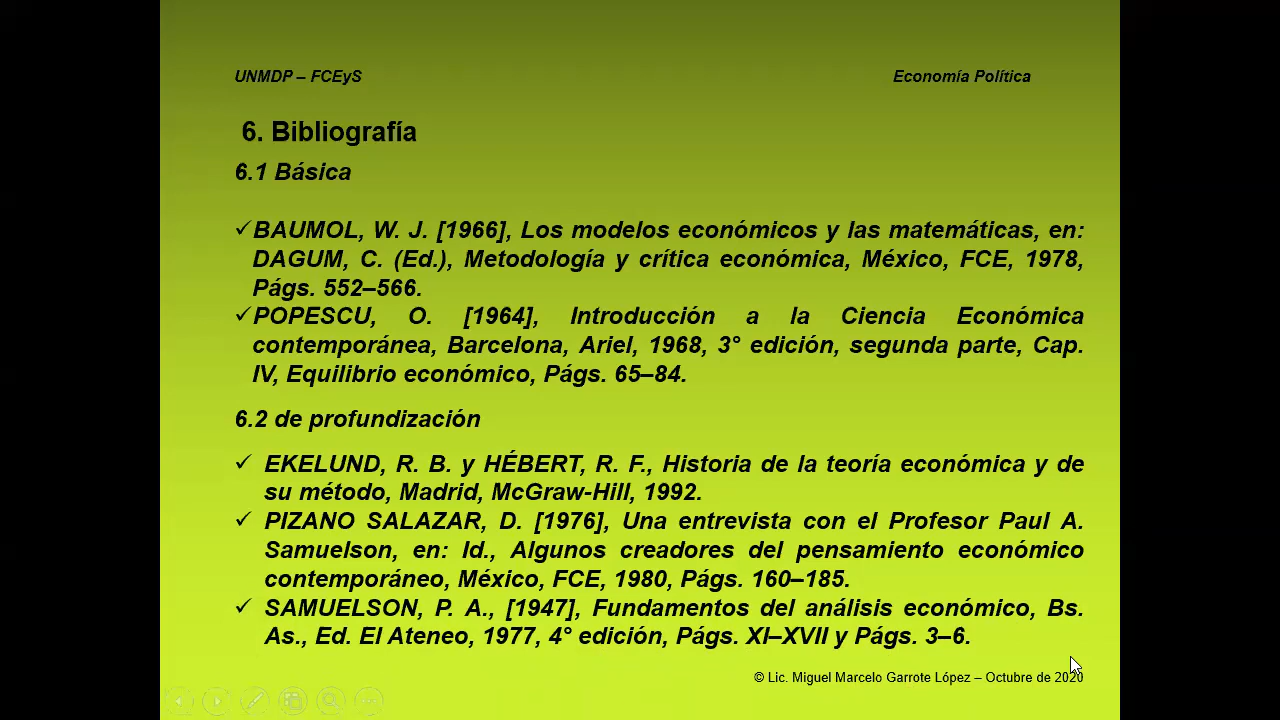 UNMDP – FCEyS
Economía Política
6. Bibliografía
6.1 Básica
✓BAUMOL, W. J. [1966], Los modelos económicos y las matemáticas, en:
DAGUM, C. (Ed.), Metodología y crítica económica, México, FCE, 1978,
Págs. 552–566.
✓POPESCU, O. [1964], Introducción a la Ciencia Económica
contemporánea, Barcelona, Ariel, 1968, 3° edición, segunda parte, Cap.
IV, Equilibrio económico, Págs. 65–84.
6.2 de profundización
✓ EKELUND, R. B. y HÉBERT, R. F., Historia de la teoría económica y de
su método, Madrid, McGraw-Hill, 1992.
✓ PIZANO SALAZAR, D. [1976], Una entrevista con el Profesor Paul A.
Samuelson, en: Id., Algunos creadores del pensamiento económico
contemporáneo, México, FCE, 1980, Págs. 160–185.
✓ SAMUELSON, P. A., [1947], Fundamentos del análisis económico, Bs.
As., Ed. El Ateneo, 1977, 4° edición, Págs. XI–XVII y Págs. 3–6.
© Lic. Miguel Marcelo Garrote López – Octubre de 2020